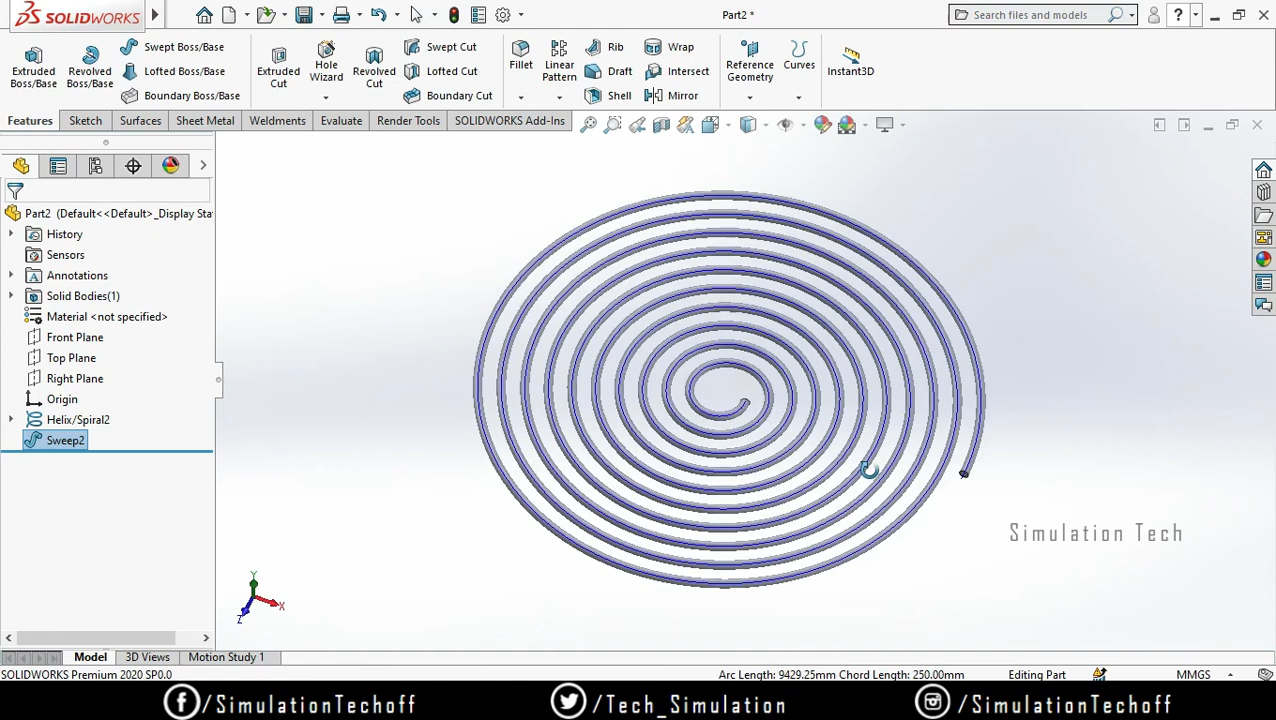 SOLIDWORKS
Part2 *
Search files and models
Extruded Boss/Base
Revolved Boss/Base
Swept Boss/Base
Lofted Boss/Base
Boundary Boss/Base
Extruded Cut
Hole Wizard
Revolved Cut
Swept Cut
Lofted Cut
Boundary Cut
Fillet
Linear Pattern
Rib
Draft
Shell
Wrap
Intersect
Mirror
Reference Geometry
Curves
Instant3D
Features
Sketch
Surfaces
Sheet Metal
Weldments
Evaluate
Render Tools
SOLIDWORKS Add-Ins
Part2 (Default<<Default>_Display Sta
History
Sensors
Annotations
Solid Bodies(1)
Material <not specified>
Front Plane
Top Plane
Right Plane
Origin
Helix/Spiral2
Sweep2
Simulation Tech
Y
X
Z
Model
3D Views
Motion Study 1
SOLIDWORKS Premium 2020 SP0.0
Arc Length: 9429.25mm Chord Length: 250.00mm
Editing Part
MMGS
/SimulationTechoff
/Tech_Simulation
/SimulationTechoff